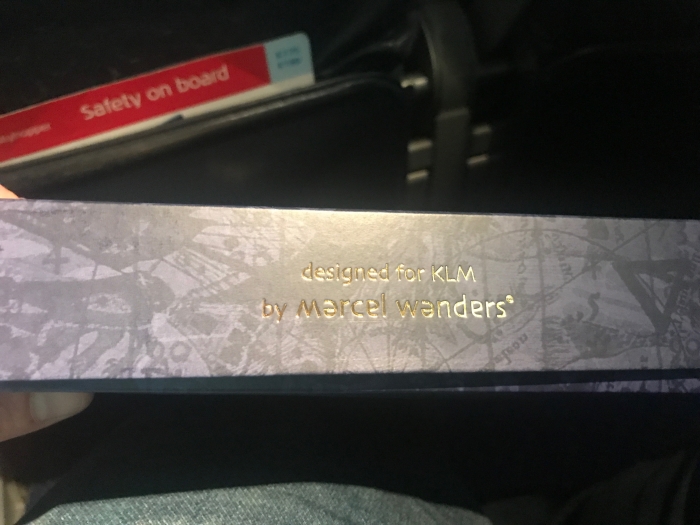 Safety on board
designed for KLM
by marcel wanders®